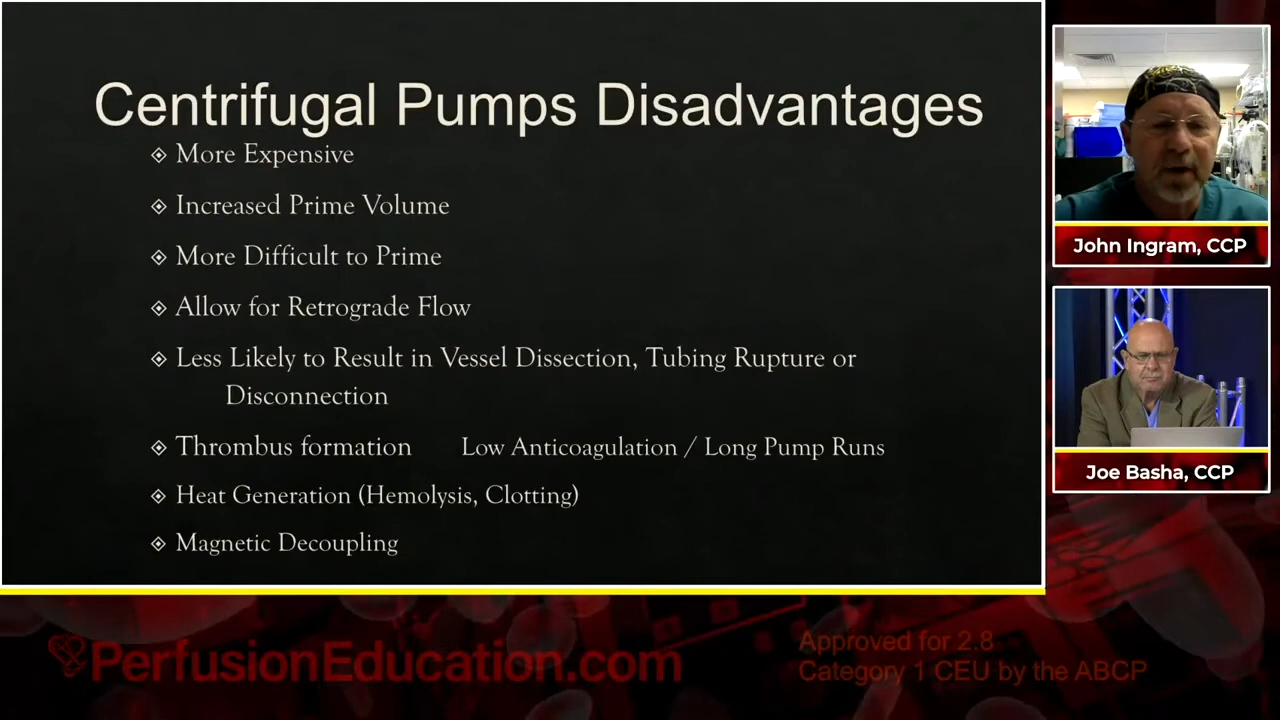 Centrifugal Pumps Disadvantages
More Expensive
Increased Prime Volume
More Difficult to Prime
Allow for Retrograde Flow
Less Likely to Result in Vessel Dissection, Tubing Rupture or
Disconnection
Thrombus formation Low Anticoagulation / Long Pump Runs
Heat Generation (Hemolysis, Clotting)
Magnetic Decoupling
John Ingram, CCP
Joe Basha, CCP
PerfusionEducation.com
Approved for 2.8
Category 1 CEU by the ABCP